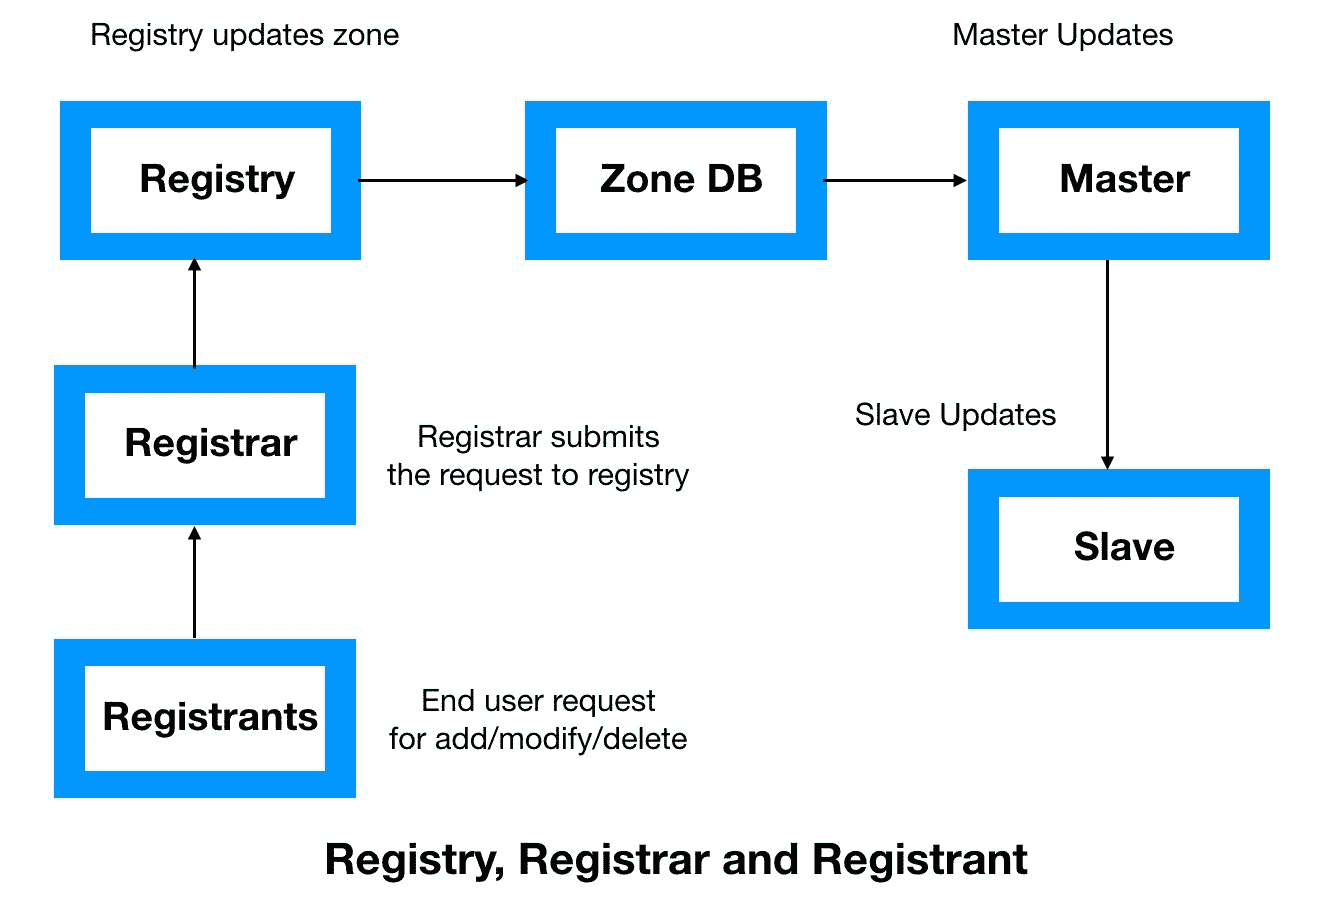 Registry updates zone
Master Updates
Registry
Zone DB
Master
Registrar
Registrar submits
the request to registry
Slave Updates
Slave
Registrants
End user request
for add/modify/delete
Registry, Registrar and Registrant